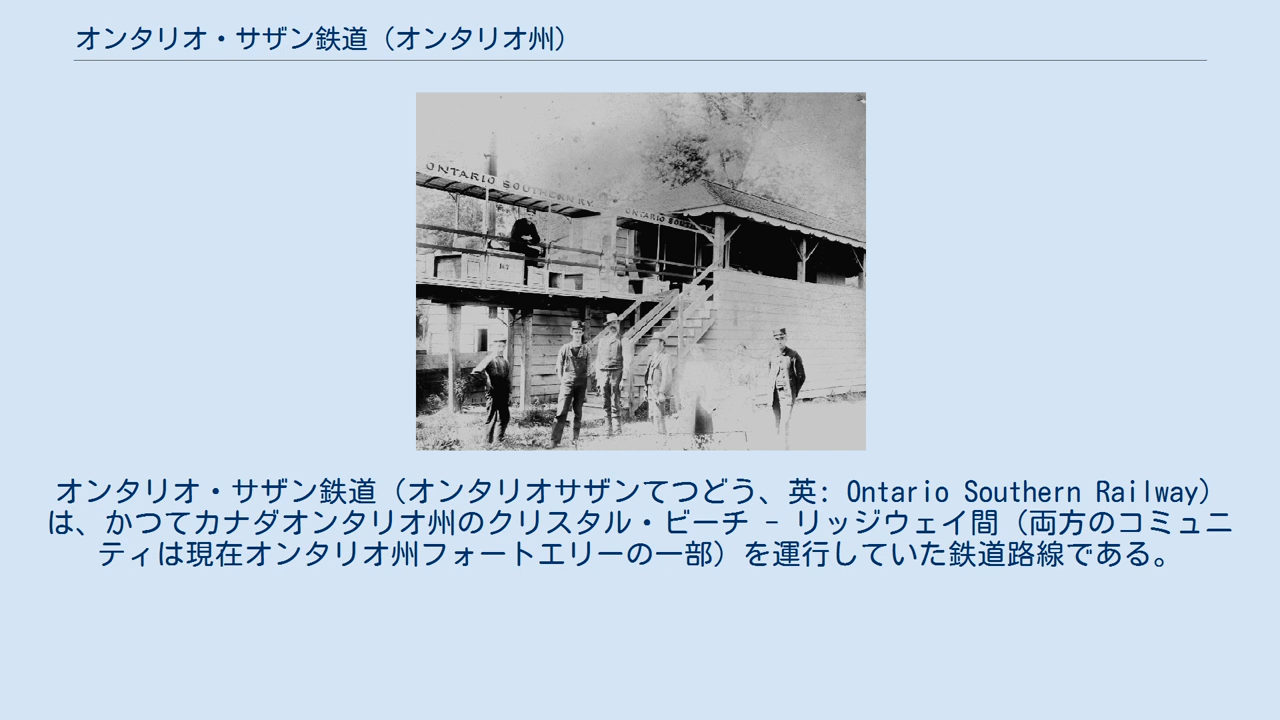 オンタリオ・サザン鉄道（オンタリオ州）
ONTARIO SOUTHERN RY.
ONTARIO SOU
オンタリオ・サザン鉄道（オンタリオサザンてつどう、英: Ontario Southern Railway）
は、かつてカナダオンタリオ州のクリスタル・ビーチ - リッジウェイ間（両方のコミュニ
ティは現在オンタリオ州フォートエリーの一部）を運行していた鉄道路線である。